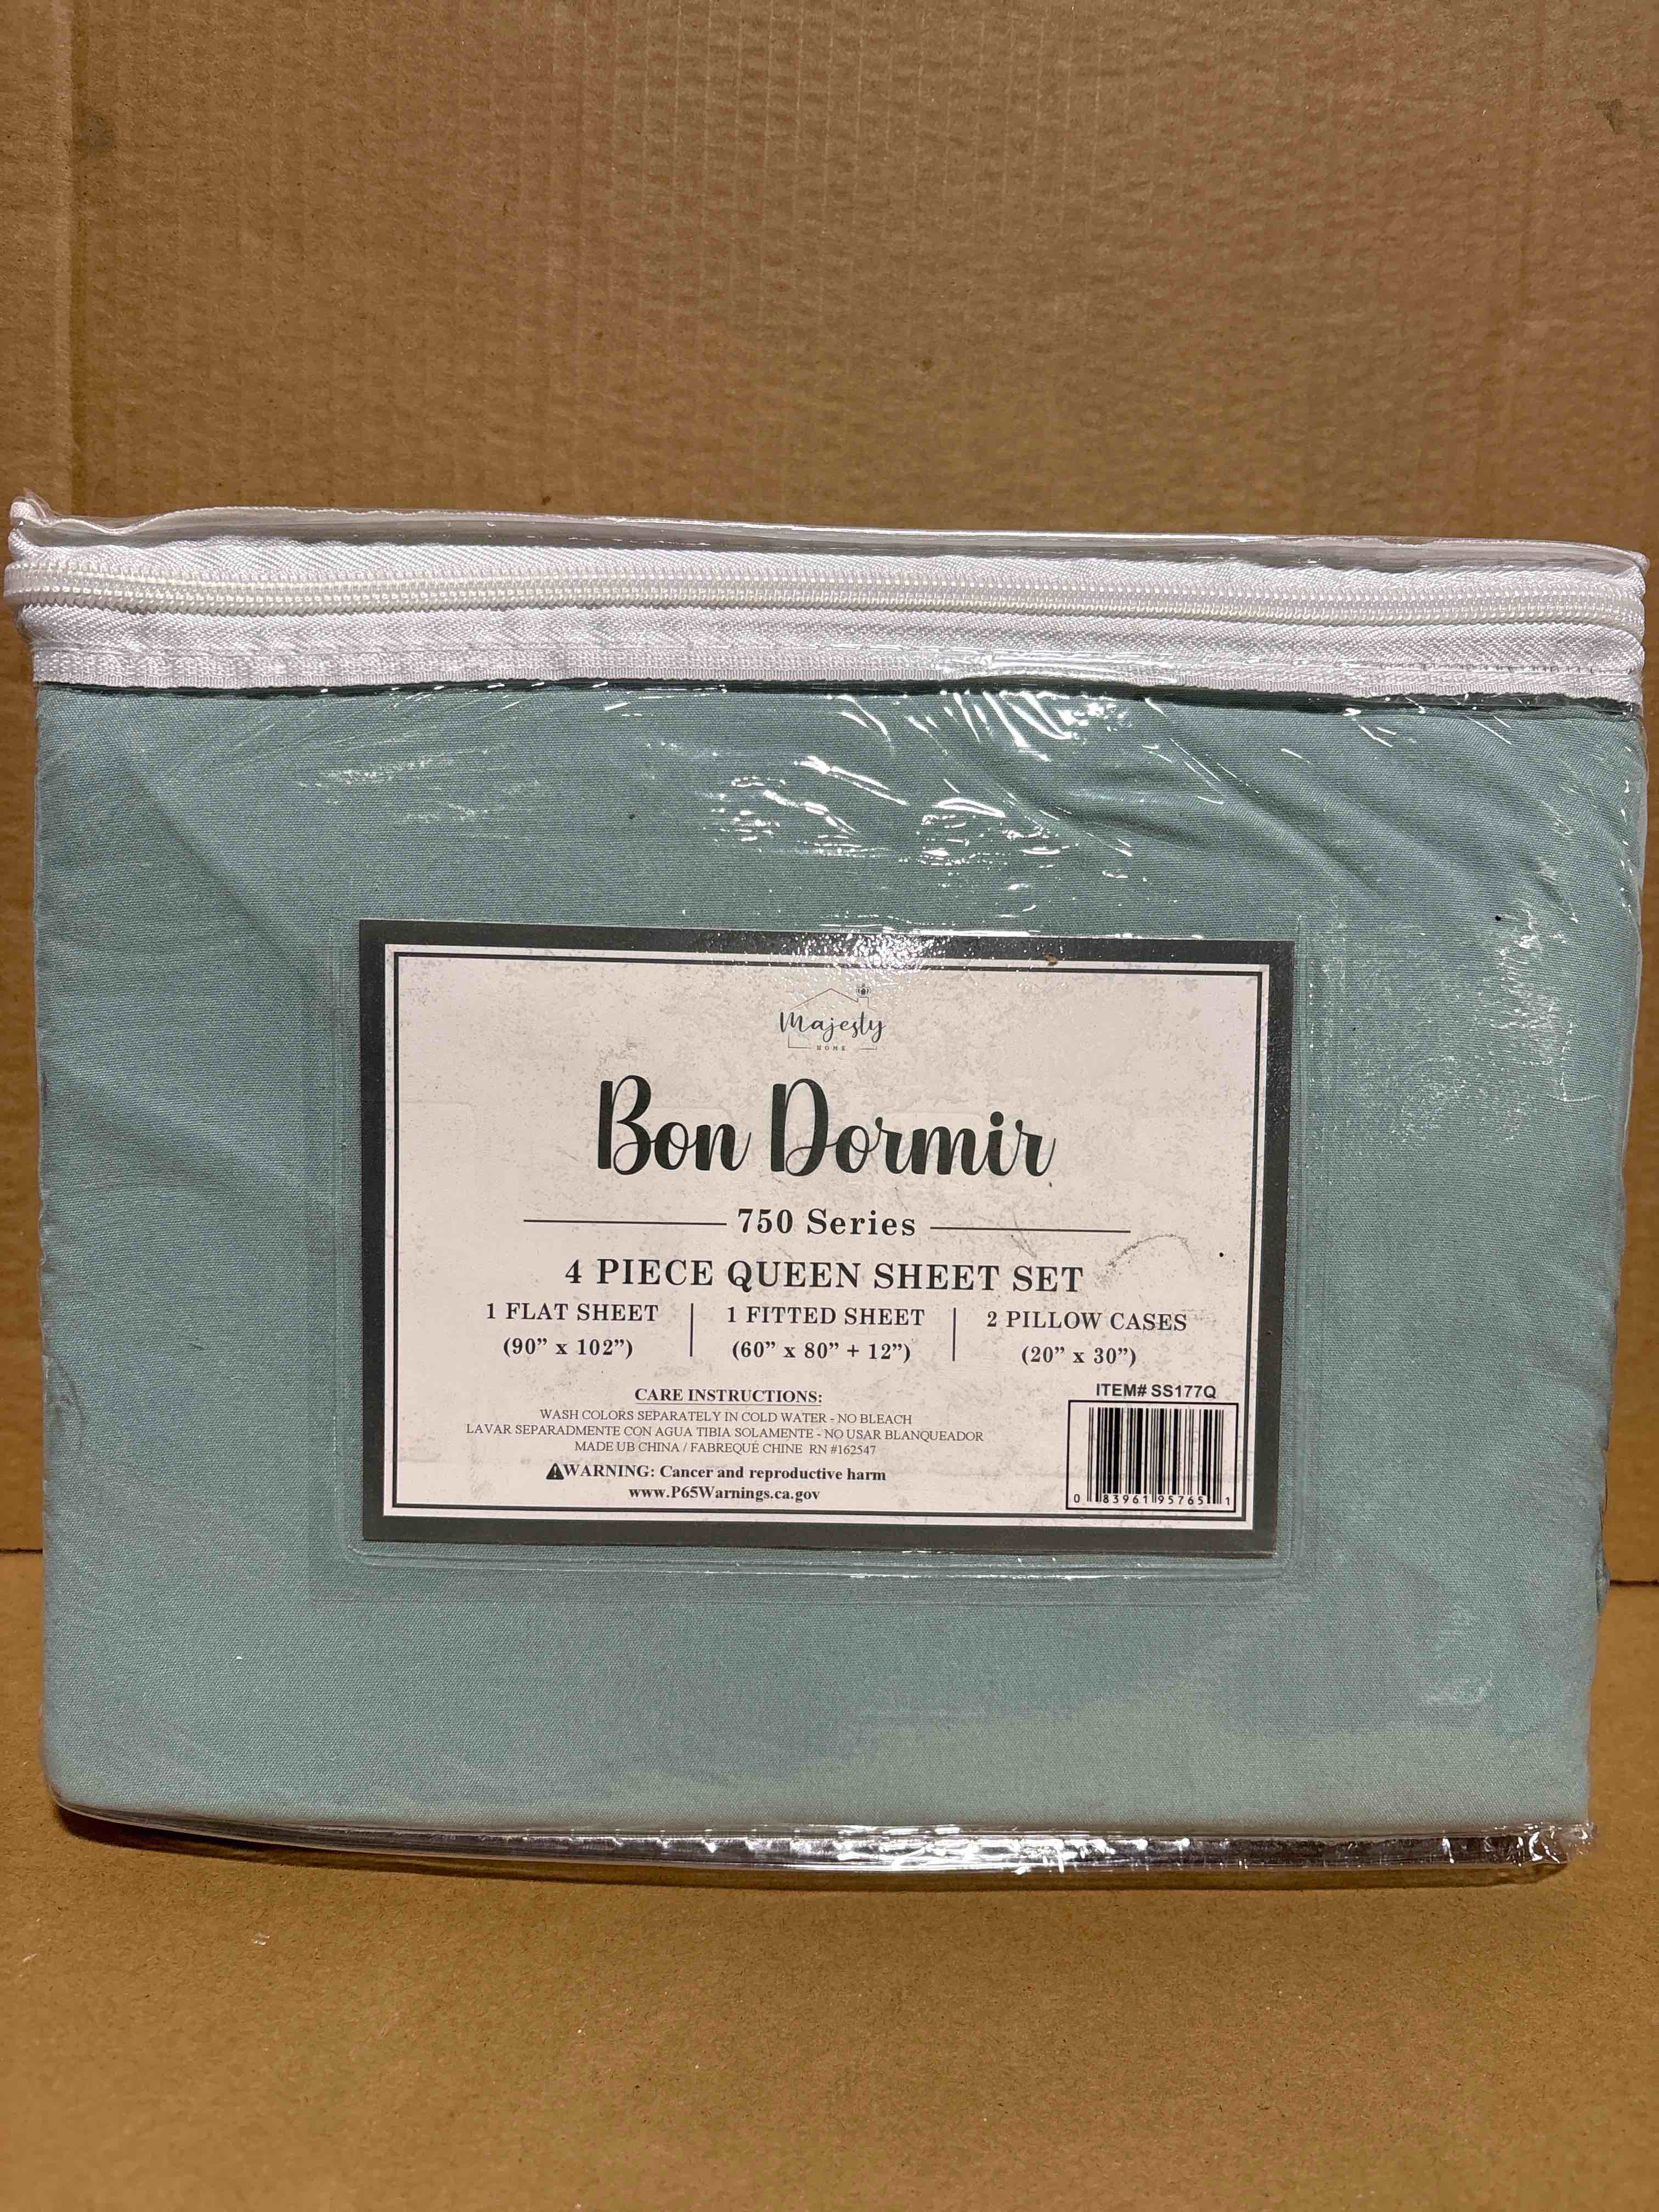 Majesty
HOME
Bon Dormir
750 Series
4 PIECE QUEEN SHEET SET
1 FLAT SHEET
(90” x 102”)
1 FITTED SHEET
(60” x 80” + 12”)
2 PILLOW CASES
(20” x 30”)
CARE INSTRUCTIONS:
WASH COLORS SEPARATELY IN COLD WATER - NO BLEACH
LAVAR SEPARADMENTE CON AGUA TIBIA SOLAMENTE - NO USAR BLANQUEADOR
MADE UB CHINA / FABREQUÉ CHINE RN #162547
WARNING: Cancer and reproductive harm
www.P65Warnings.ca.gov
ITEM# SS177Q
0 83961 95765 1